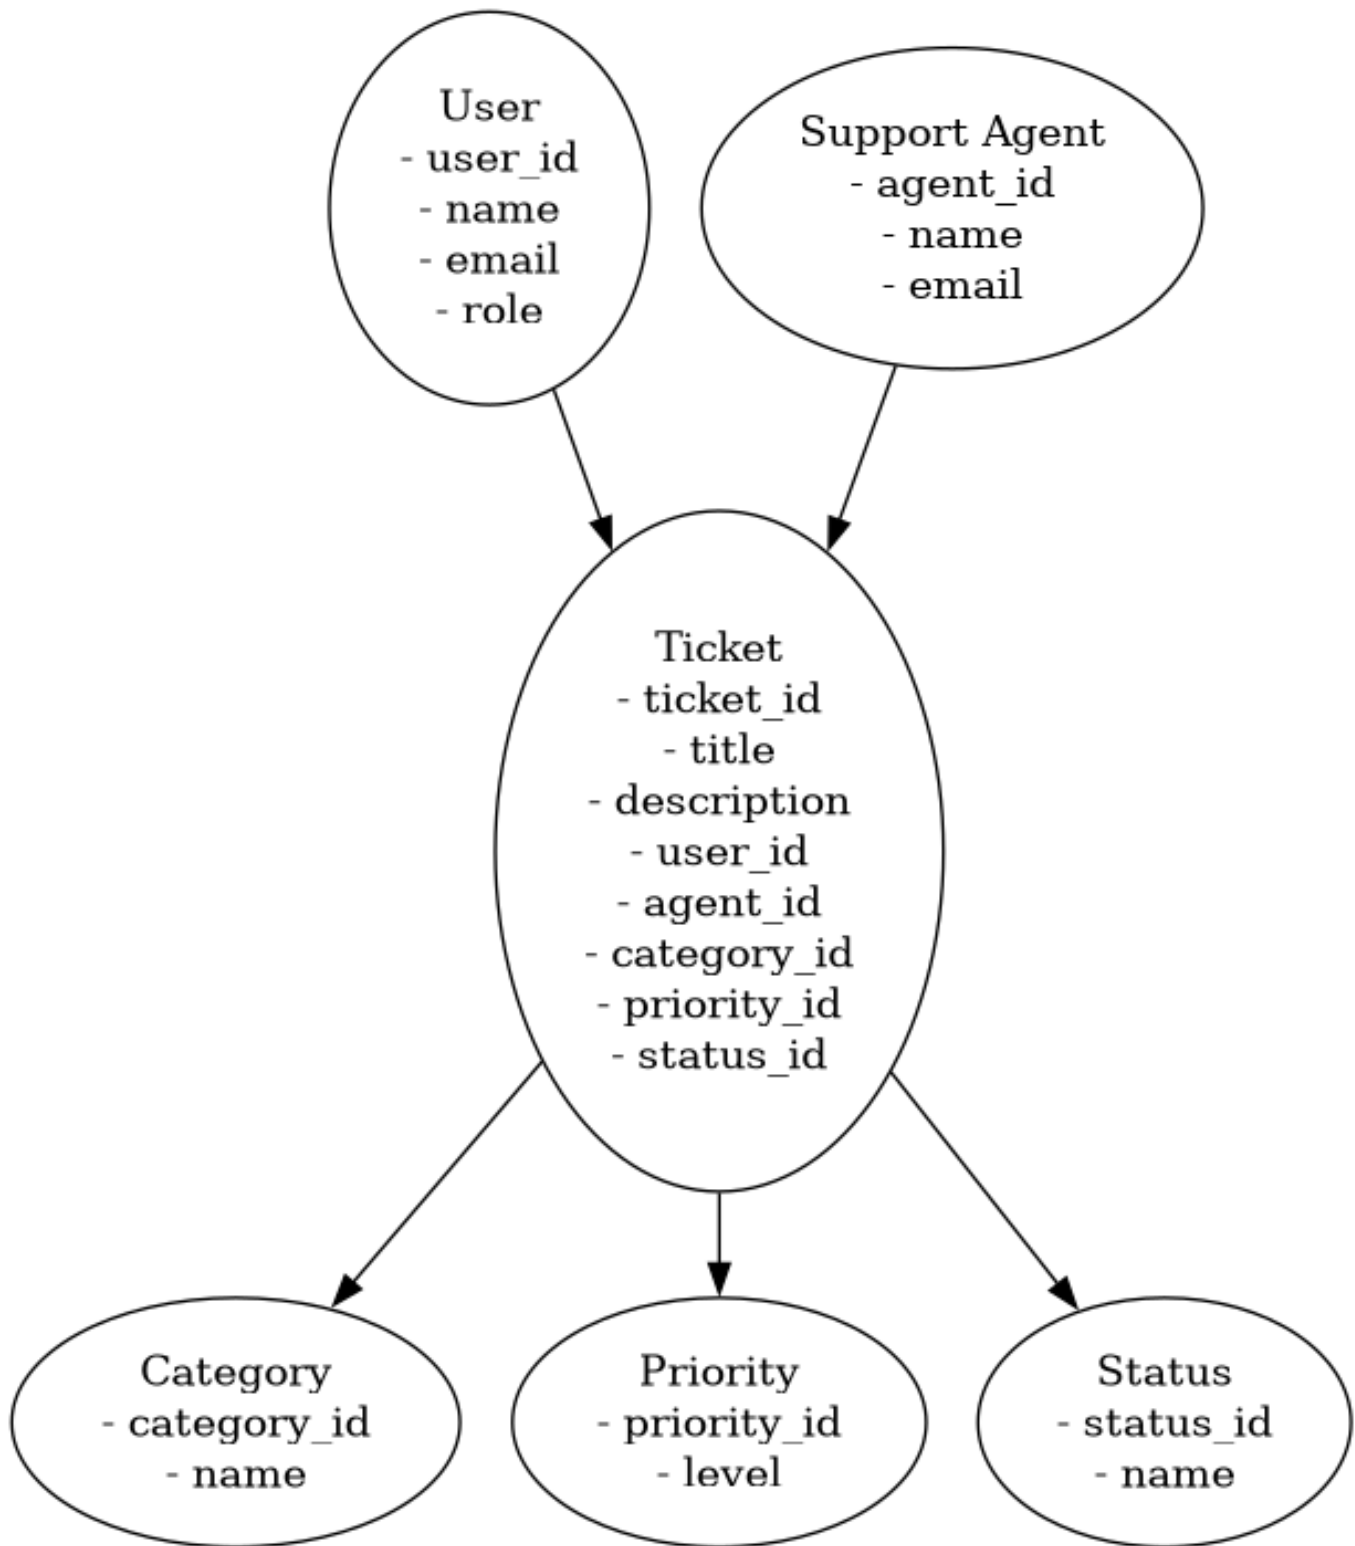 User
- user_id
- name
- email
- role
Support Agent
- agent_id
- name
- email
Ticket
- ticket_id
- title
- description
- user_id
- agent_id
- category_id
- priority_id
- status_id
Category
- category_id
- name
Priority
- priority_id
- level
Status
- status_id
- name